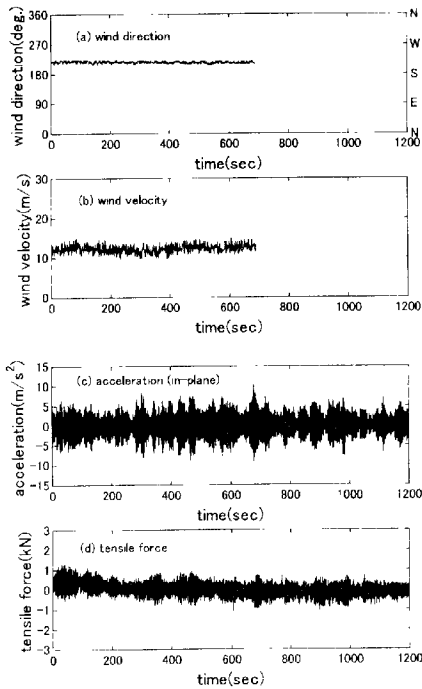 wind direction(deg.)
360
270
180
90
0
(a) wind direction
N
W
S
E
N
0 200 400 600 800 1000 1200
time(sec)
wind velocity(m/s)
30
20
10
0
(b) wind velocity
0 200 400 600 800 1000 1200
time(sec)
acceleration(m/s²)
15
10
5
0
-5
-10
-15
(c) acceleration (in-plane)
0 200 400 600 800 1000 1200
time(sec)
tensile force(kN)
3
2
1
0
-1
-2
-3
(d) tensile force
0 200 400 600 800 1000 1200
time(sec)